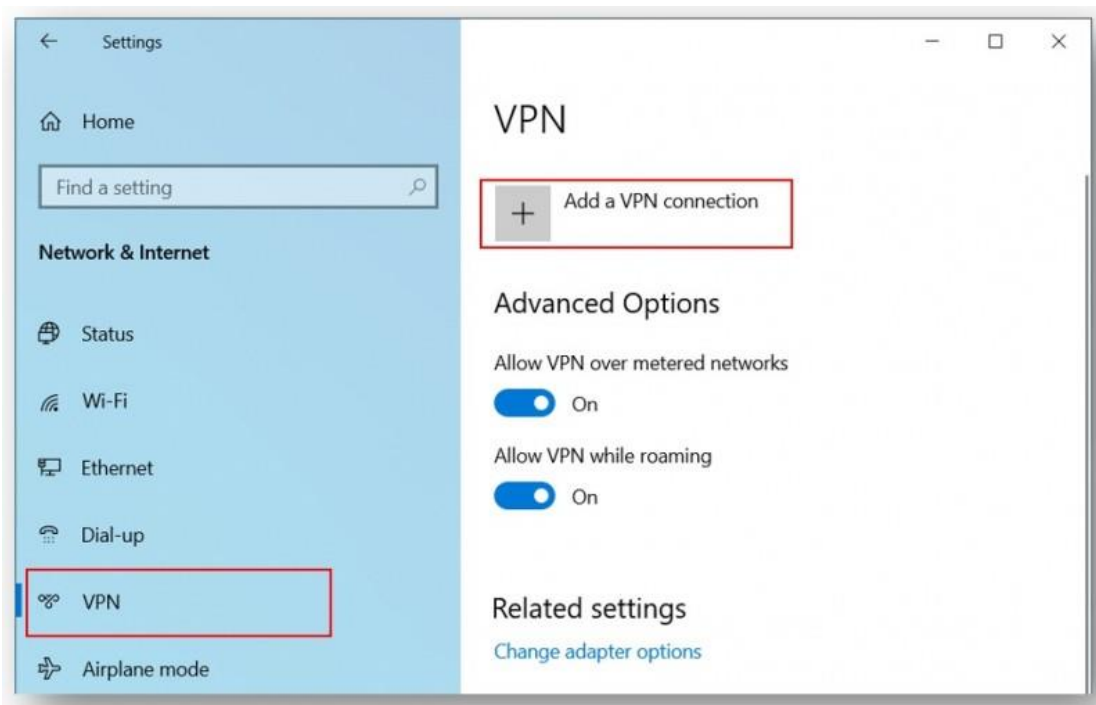 Settings
Home
Find a setting
Network & Internet
Status
Wi-Fi
Ethernet
Dial-up
VPN
Airplane mode
VPN
Add a VPN connection
Advanced Options
Allow VPN over metered networks
On
Allow VPN while roaming
On
Related settings
Change adapter options